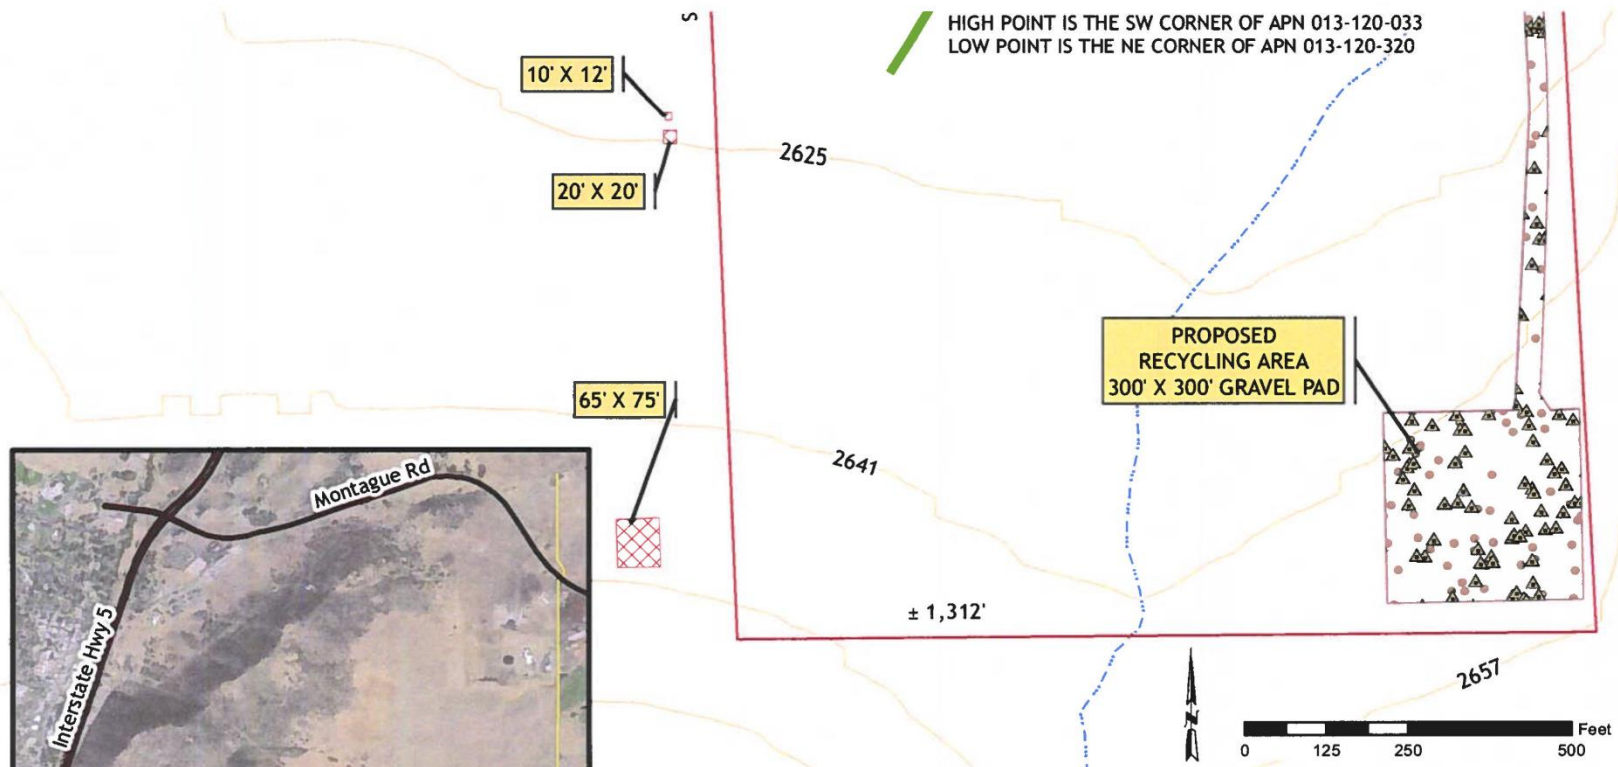 S
HIGH POINT IS THE SW CORNER OF APN 013-120-033
LOW POINT IS THE NE CORNER OF APN 013-120-320
10' X 12'
2625
20' X 20'
PROPOSED
RECYCLING AREA
300' X 300' GRAVEL PAD
65' X 75'
2641
Montague Rd
Interstate Hwy 5
± 1,312'
2657
N
Feet
0 125 250 500